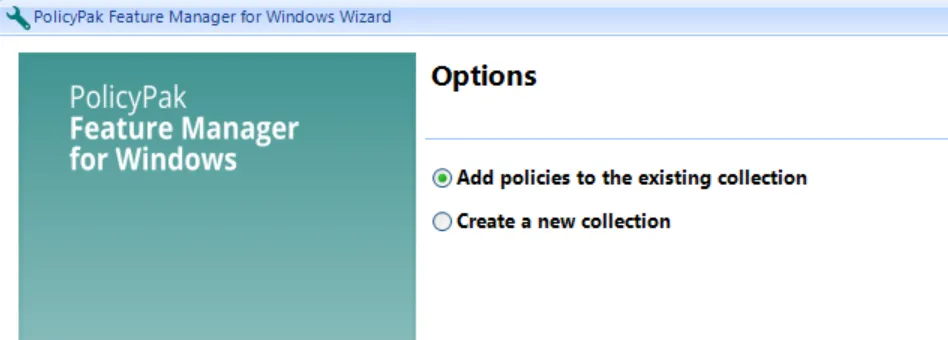 PolicyPak Feature Manager for Windows Wizard
PolicyPak
Feature Manager
for Windows
Options
Add policies to the existing collection
Create a new collection